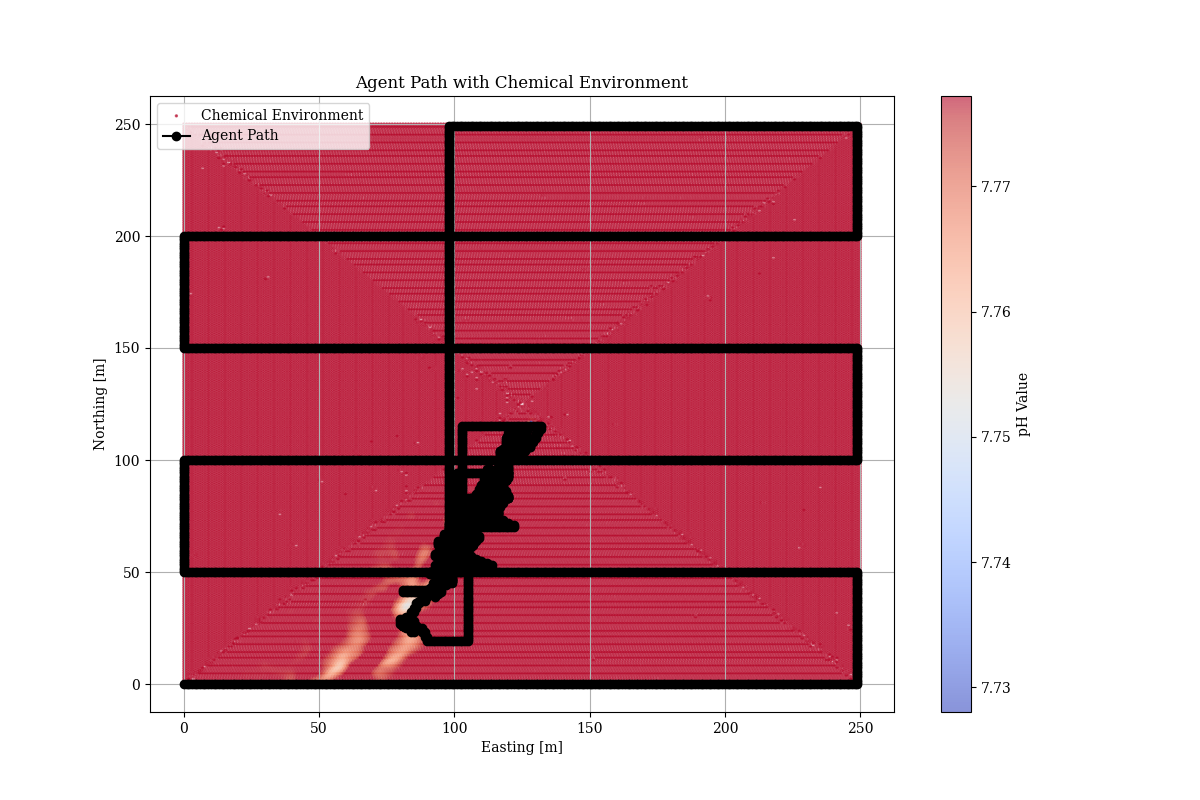 Agent Path with Chemical Environment
Chemical Environment
Agent Path
250
200
150
100
50
0
Northing [m]
0 50 100 150 200 250
Easting [m]
7.77
7.76
7.75
7.74
7.73
pH Value